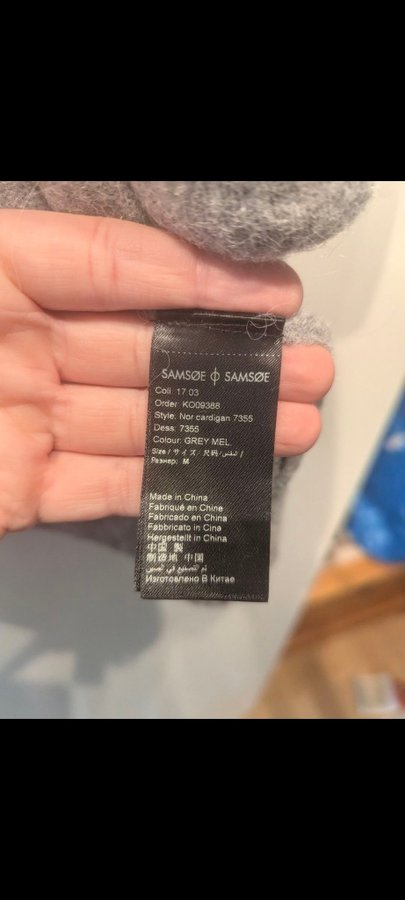 SAMSØE ϕ SAMSØE
Coll: 17 03
Order: KO09388
Style: Nor cardigan 7355
Dess: 7355
Colour: GREY MEL.
Size / サイズ / 尺码 / المقاس /
Размер: M
Made in China
Fabriqué en Chine
Fabricado en China
Fabbricato in Cina
Hergestellt in China
中国 製
制造地 中国
تم التصنيع في الصين
Изготовлено В Китае